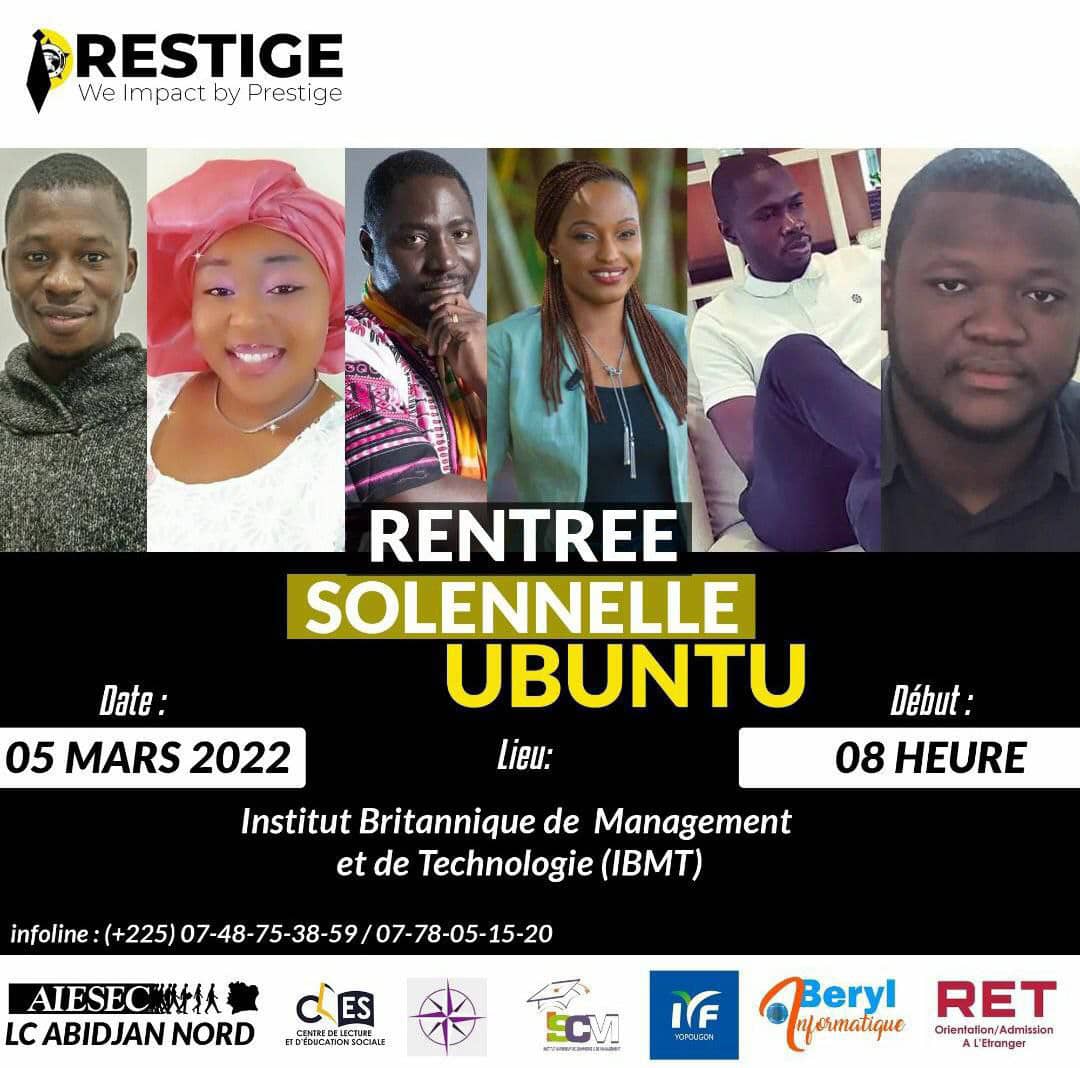 PRESTIGE
We Impact by Prestige
RENTREE
SOLENNELLE
UBUNTU
Date :
05 MARS 2022
Lieu:
Début :
08 HEURE
Institut Britannique de Management
et de Technologie (IBMT)
infoline : (+225) 07-48-75-38-59 / 07-78-05-15-20
AIESEC
LC ABIDJAN NORD
CLES
CENTRE DE LECTURE
ET D'ÉDUCATION SOCIALE
ISCM
IYF
YOPOUGON
Beryl
Informatique
RET
Orientation/Admission
A L'Etranger